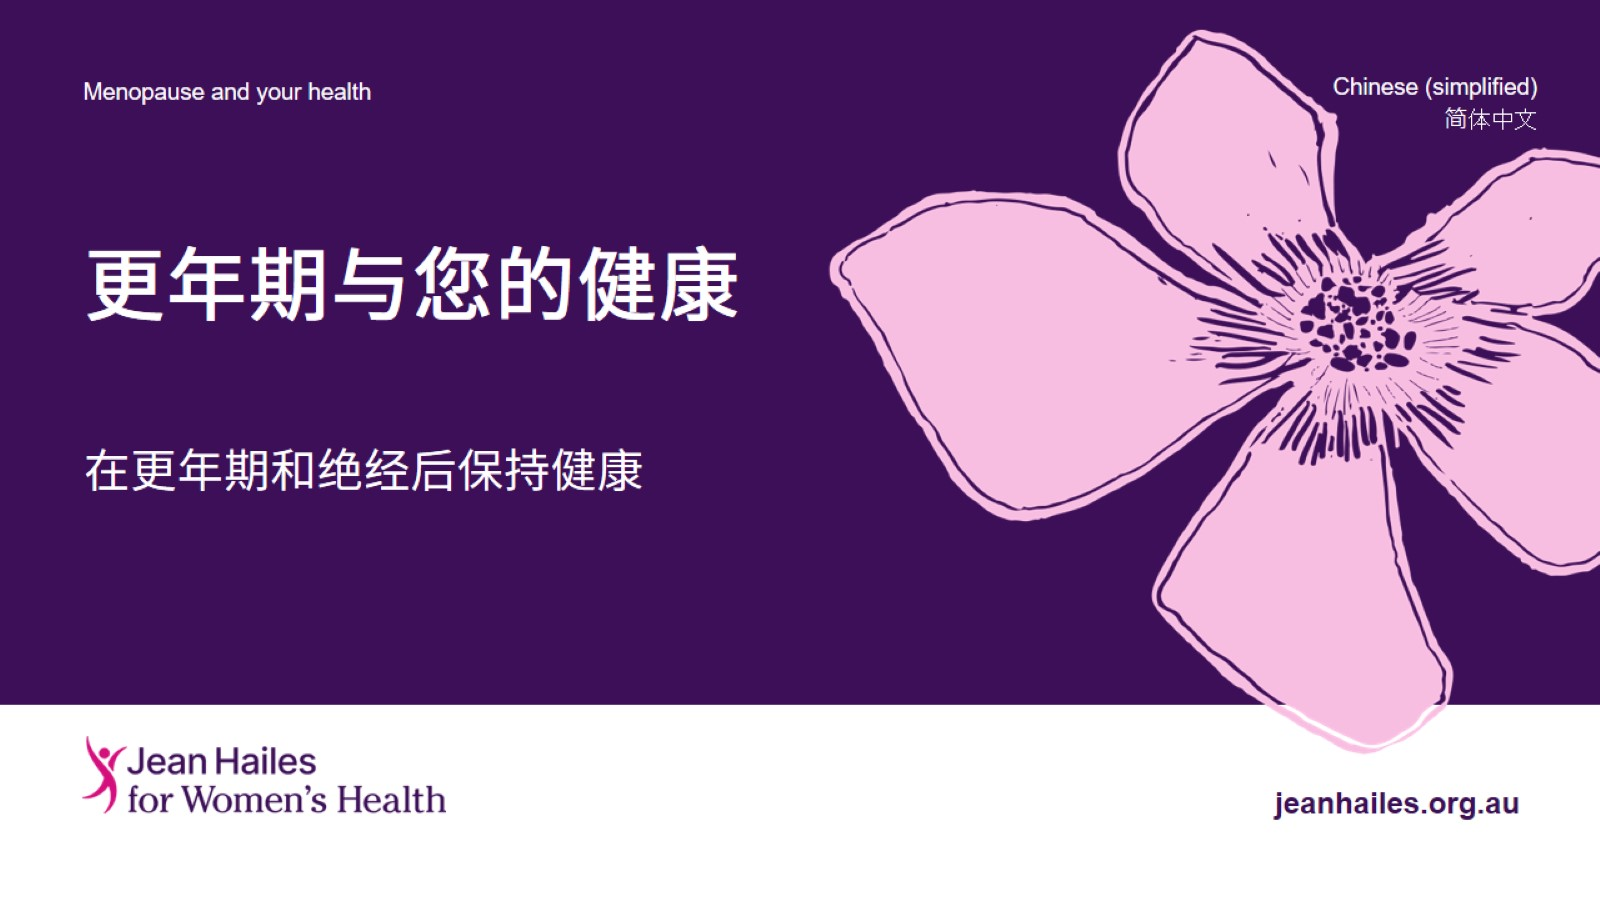 Menopause and your health
Chinese (simplified)
简体中文
更年期与您的健康
在更年期和绝经后保持健康
Jean Hailes
for Women's Health
jeanhailes.org.au